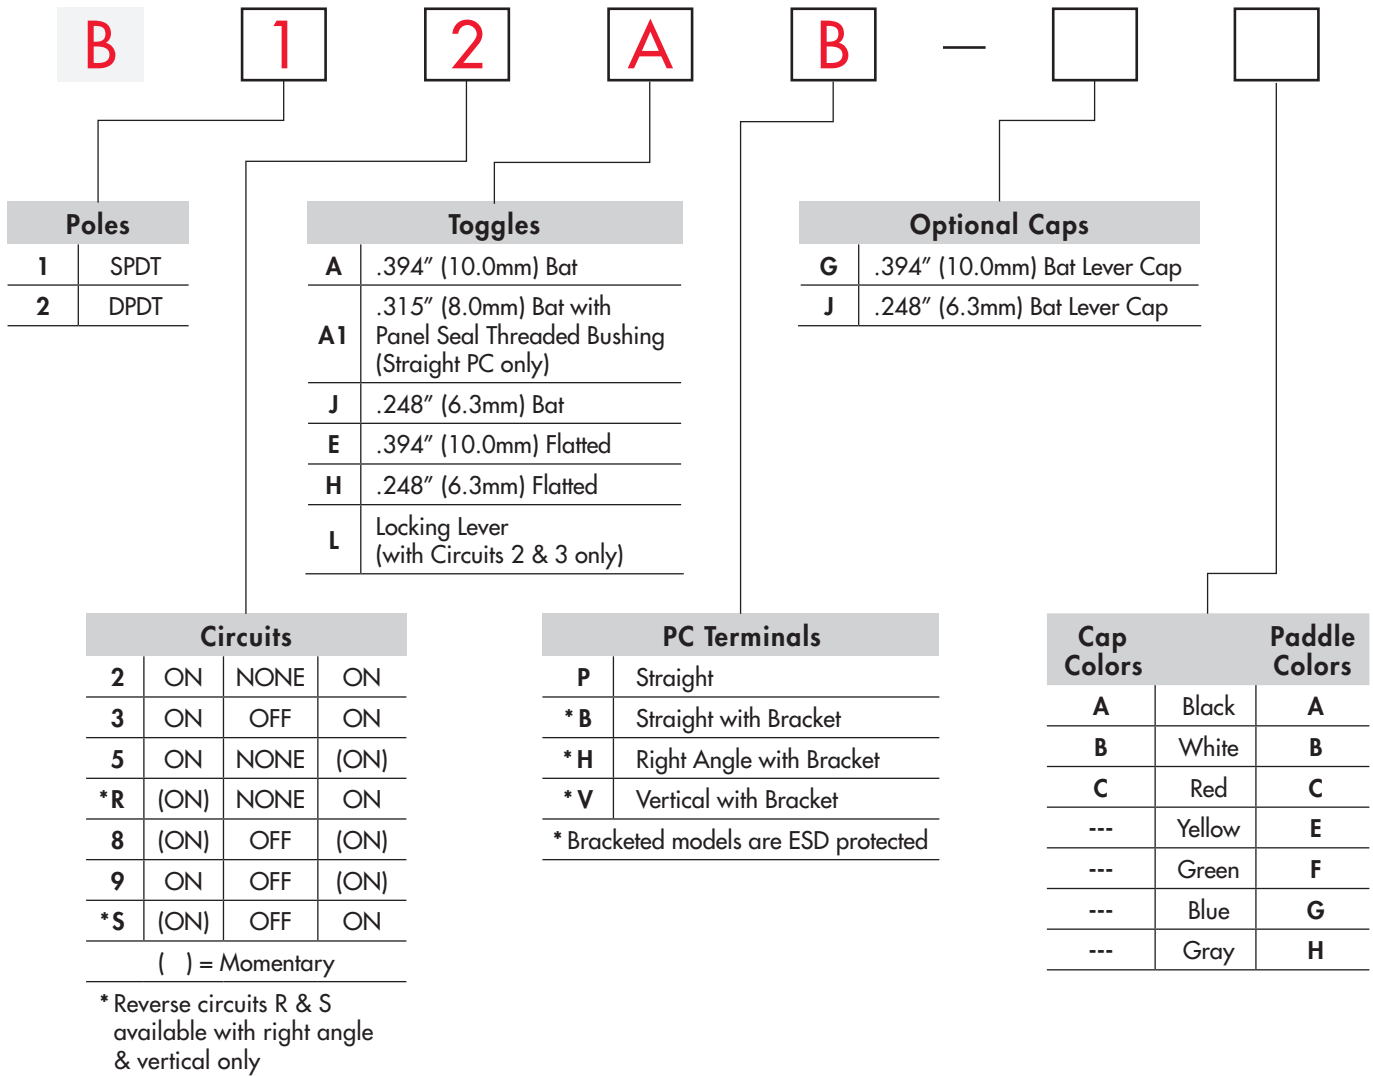 B 1 2 A B —
Poles
1 SPDT
2 DPDT
Toggles
A .394" (10.0mm) Bat
A1 .315" (8.0mm) Bat with
Panel Seal Threaded Bushing
(Straight PC only)
J .248" (6.3mm) Bat
E .394" (10.0mm) Flatted
H .248" (6.3mm) Flatted
L Locking Lever
(with Circuits 2 & 3 only)
Optional Caps
G .394" (10.0mm) Bat Lever Cap
J .248" (6.3mm) Bat Lever Cap
Circuits
2 ON NONE ON
3 ON OFF ON
5 ON NONE (ON)
*R (ON) NONE ON
8 (ON) OFF (ON)
9 ON OFF (ON)
*S (ON) OFF ON
( ) = Momentary
* Reverse circuits R & S
available with right angle
& vertical only
PC Terminals
P Straight
*B Straight with Bracket
*H Right Angle with Bracket
*V Vertical with Bracket
* Bracketed models are ESD protected
Cap Colors Paddle Colors
A Black A
B White B
C Red C
--- Yellow E
--- Green F
--- Blue G
--- Gray H